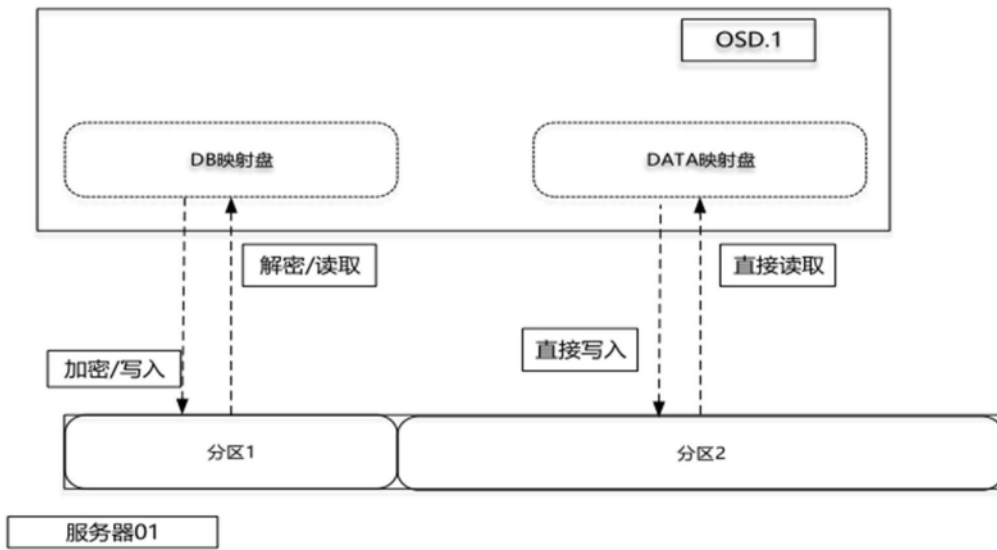 OSD.1
DB映射盘
DATA映射盘
解密/读取
直接读取
直接写入
加密/写入
分区1
分区2
服务器01